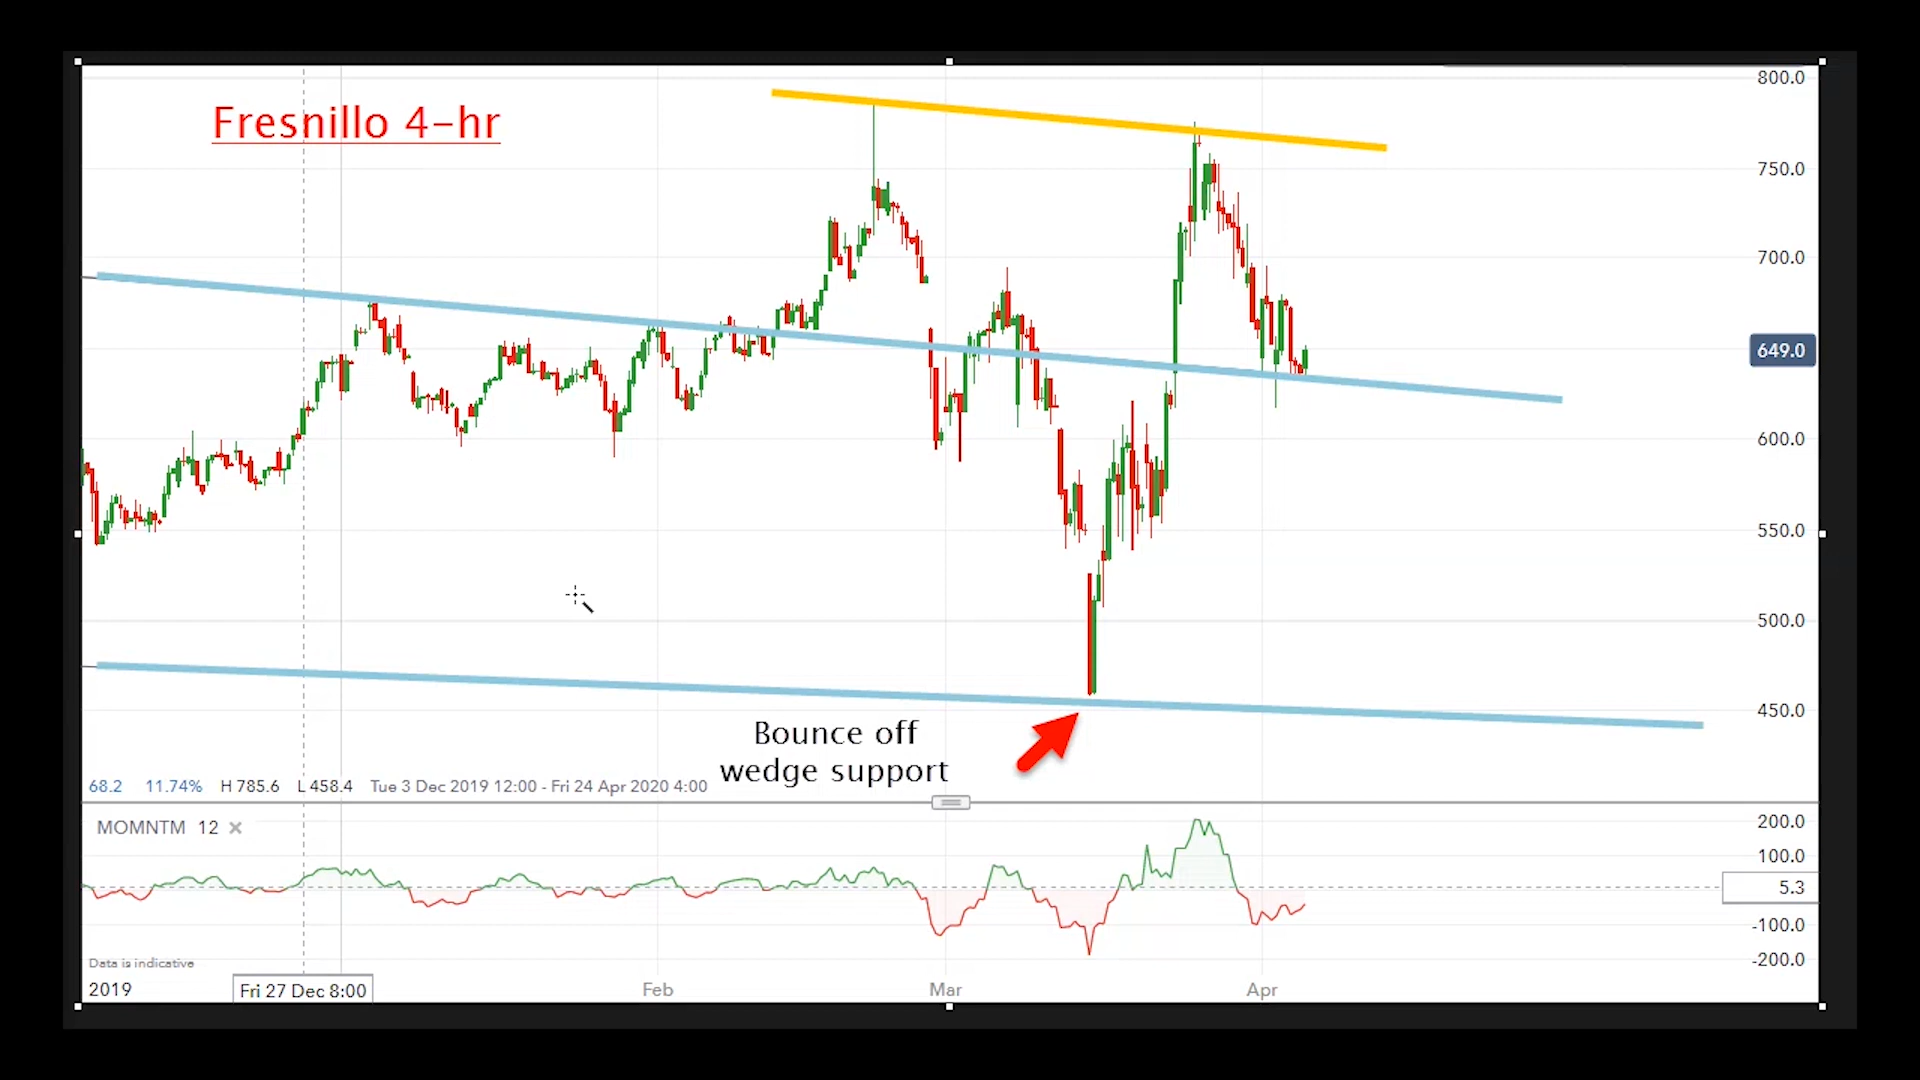 Fresnillo 4-hr
800.0
750.0
700.0
649.0
600.0
550.0
500.0
450.0
Bounce off
wedge support
68.2 11.74% H 785.6 L 458.4 Tue 3 Dec 2019 12:00 - Fri 24 Apr 2020 4:00
MOMNTM 12
200.0
100.0
5.3
-100.0
-200.0
Data is indicative
2019 Fri 27 Dec 8:00 Feb Mar Apr